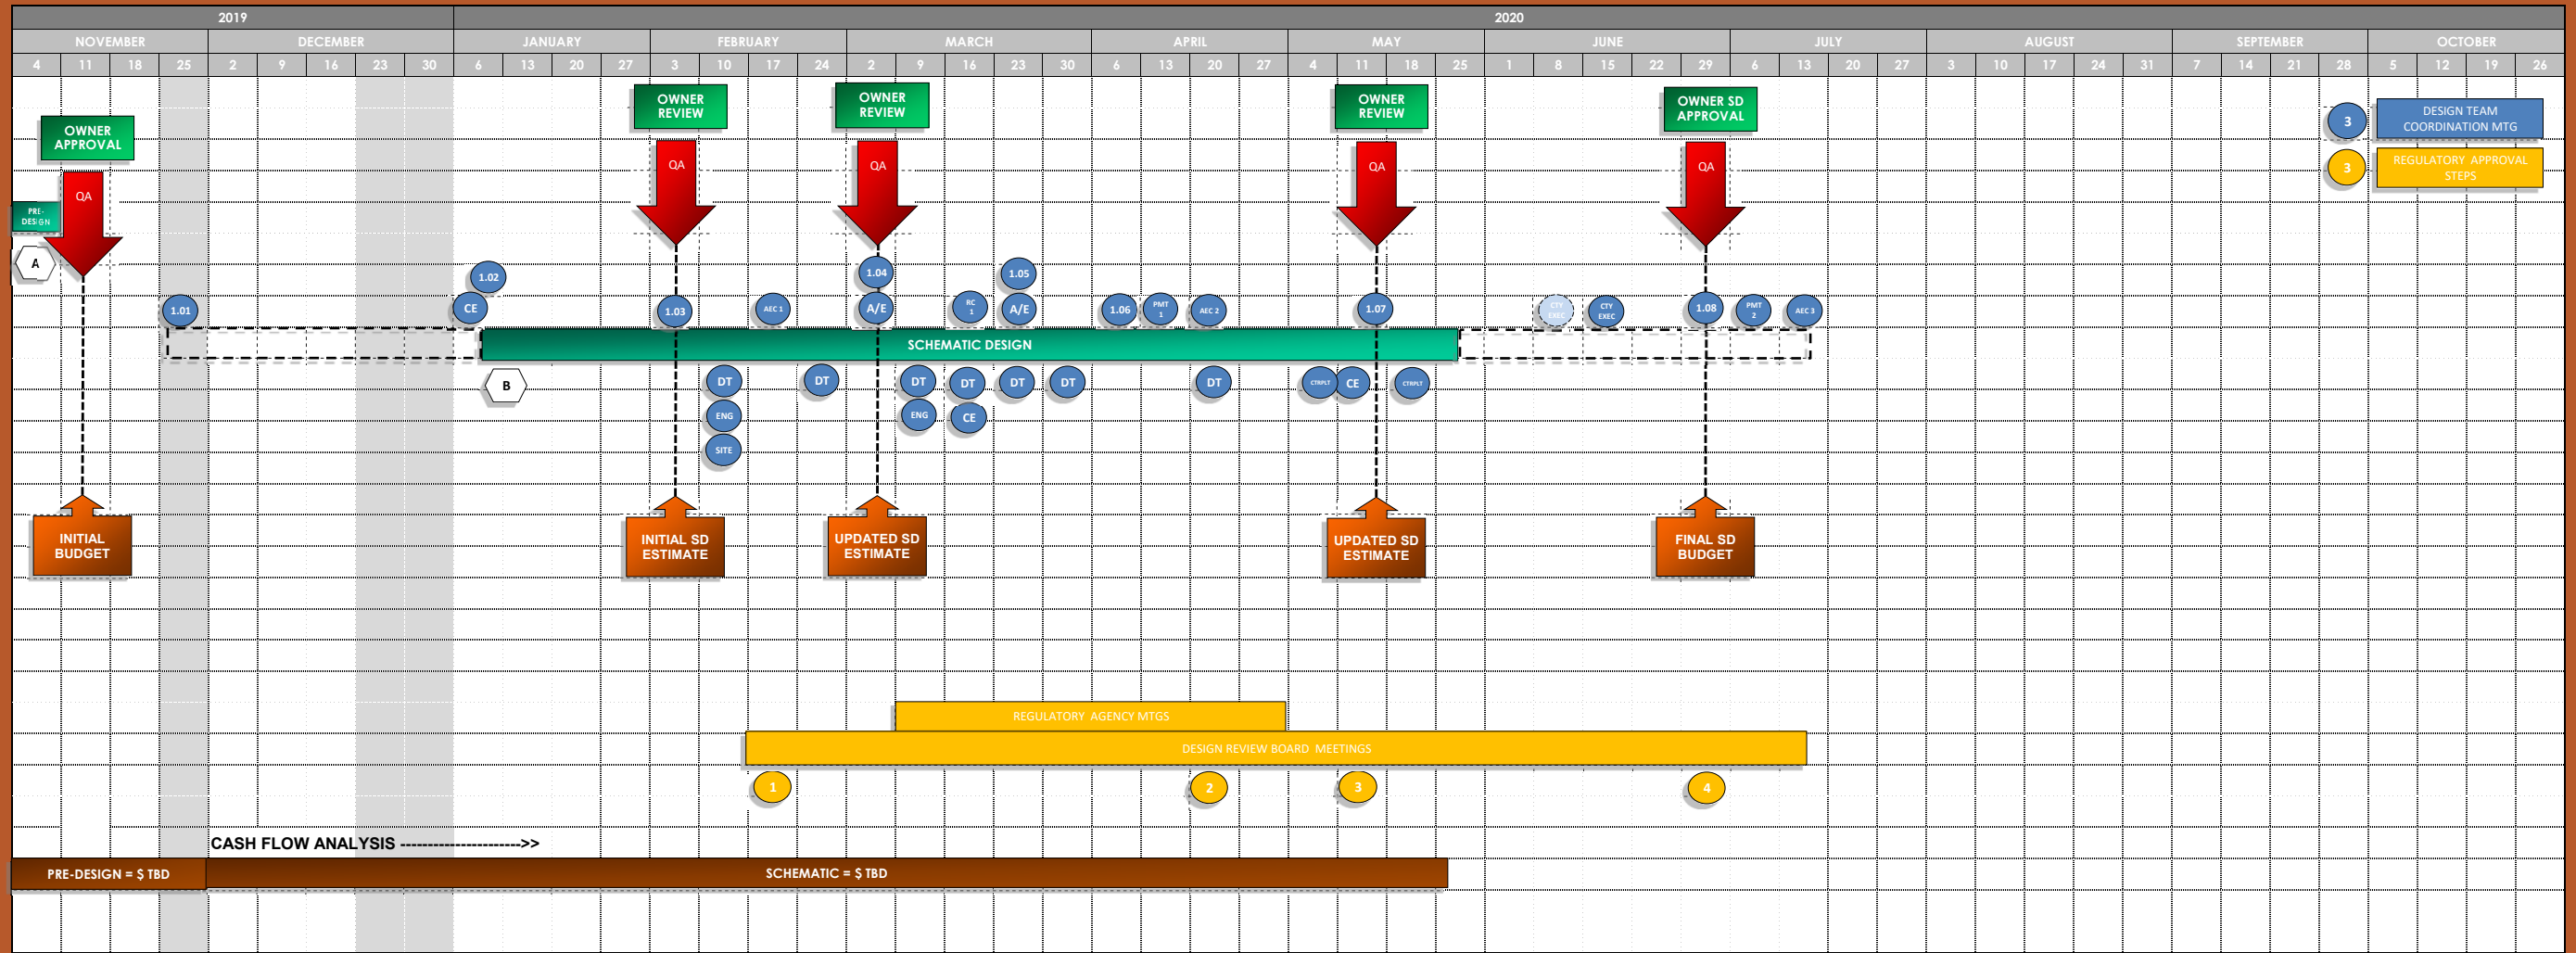 2019 2020
NOVEMBER DECEMBER JANUARY FEBRUARY MARCH APRIL MAY JUNE JULY AUGUST SEPTEMBER OCTOBER
4 11 18 25 2 9 16 23 30 6 13 20 27 3 10 17 24 2 9 16 23 30 6 13 20 27 4 11 18 25 1 8 15 22 29 6 13 20 27 3 10 17 24 31 7 14 21 28 5 12 19 26
OWNER
APPROVAL
OWNER
REVIEW
OWNER
REVIEW
OWNER
REVIEW
OWNER SD
APPROVAL
3
DESIGN TEAM
COORDINATION MTG
3
REGULATORY APPROVAL
STEPS
QA QA QA QA QA
PRE-
DESIGN
A
1.02 1.04 1.05
1.01 CE 1.03 AEC 1 A/E
RC
1
A/E 1.06
PMT
1
AEC 2 1.07
CTY
EXEC
CTY
EXEC
1.08
PMT
2
AEC 3
SCHEMATIC DESIGN
B DT DT DT DT DT DT DT CTRPLT CE CTRPLT
ENG ENG CE
SITE
INITIAL
BUDGET
INITIAL SD
ESTIMATE
UPDATED SD
ESTIMATE
UPDATED SD
ESTIMATE
FINAL SD
BUDGET
REGULATORY AGENCY MTGS
DESIGN REVIEW BOARD MEETINGS
1 2 3 4
CASH FLOW ANALYSIS ---------------------->>
PRE-DESIGN = $ TBD SCHEMATIC = $ TBD